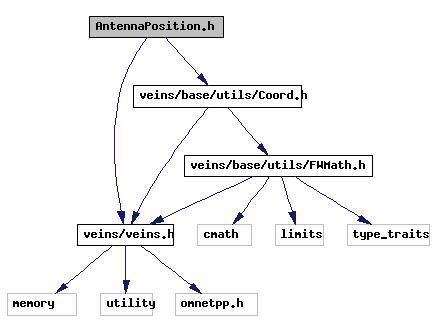 AntennaPosition.h
veins/base/utils/Coord.h
veins/base/utils/FWMath.h
veins/veins.h
cmath
limits
type_traits
memory
utility
omnetpp.h